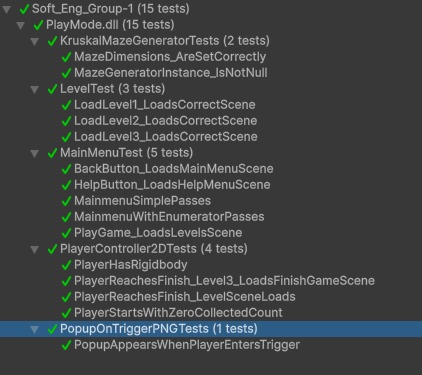 Soft_Eng_Group-1 (15 tests)
PlayMode.dll (15 tests)
KruskalMazeGeneratorTests (2 tests)
MazeDimensions_AreSetCorrectly
MazeGeneratorInstance_IsNotNull
LevelTest (3 tests)
LoadLevel1_LoadsCorrectScene
LoadLevel2_LoadsCorrectScene
LoadLevel3_LoadsCorrectScene
MainMenuTest (5 tests)
BackButton_LoadsMainMenuScene
HelpButton_LoadsHelpMenuScene
MainmenuSimplePasses
MainmenuWithEnumeratorPasses
PlayGame_LoadsLevelsScene
PlayerController2DTests (4 tests)
PlayerHasRigidbody
PlayerReachesFinish_Level3_LoadsFinishGameScene
PlayerReachesFinish_LevelSceneLoads
PlayerStartsWithZeroCollectedCount
PopupOnTriggerPNGTests (1 tests)
PopupAppearsWhenPlayerEntersTrigger